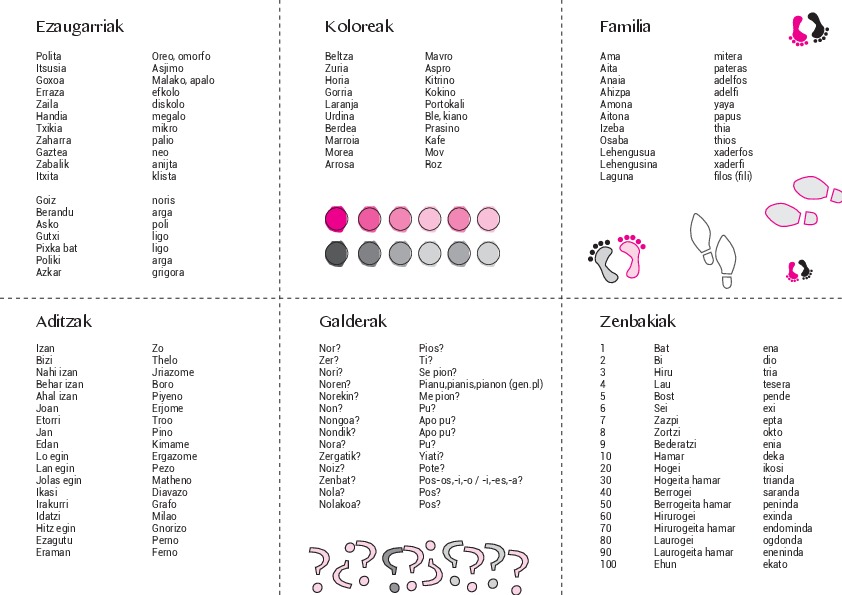 Ezaugarriak
Polita Oreo, omorfo
Itsusia Asjimo
Goxoa Malako, apalo
Erraza efkolo
Zaila diskolo
Handia megalo
Txikia mikro
Zaharra palio
Gaztea neo
Zabalik anijta
Itxita klista
Goiz noris
Berandu arga
Asko poli
Gutxi ligo
Pixka bat ligo
Poliki arga
Azkar grigora
Koloreak
Beltza Mavro
Zuria Aspro
Horia Kitrino
Gorria Kokino
Laranja Portokali
Urdina Ble, kiano
Berdea Prasino
Marroia Kafe
Morea Mov
Arrosa Roz
Familia
Ama mitera
Aita pateras
Anaia adelfos
Ahizpa adelfi
Amona yaya
Aitona papus
Izeba thia
Osaba thios
Lehengusua xaderfos
Lehengusina xaderfi
Laguna filos (fili)
Aditzak
Izan Zo
Bizi Thelo
Nahi izan Jriazome
Behar izan Boro
Ahal izan Piyeno
Joan Erjome
Etorri Troo
Jan Pino
Edan Kimame
Lo egin Ergazome
Lan egin Pezo
Jolas egin Matheno
Ikasi Diavazo
Irakurri Grafo
Idatzi Milao
Hitz egin Gnorizo
Ezagutu Perno
Eraman Ferno
Galderak
Nor? Pios?
Zer? Ti?
Nori? Se pion?
Noren? Pianu,pianis,pianon (gen.pl)
Norekin? Me pion?
Non? Pu?
Nongoa? Apo pu?
Nondik? Apo pu?
Nora? Pu?
Zergatik? Yiati?
Noiz? Pote?
Zenbat? Pos-os,-i,-o / -i,-es,-a?
Nola? Pos?
Nolakoa? Pos?
Zenbakiak
1 Bat ena
2 Bi dio
3 Hiru tria
4 Lau tesera
5 Bost pende
6 Sei exi
7 Zazpi epta
8 Zortzi okto
9 Bederatzi enia
10 Hamar deka
20 Hogei ikosi
30 Hogeita hamar trianda
40 Berrogei saranda
50 Berrogeita hamar peninda
60 Hirurogei exinda
70 Hirurogeita hamar endominda
80 Laurogei ogdonda
90 Laurogeita hamar eneninda
100 Ehun ekato